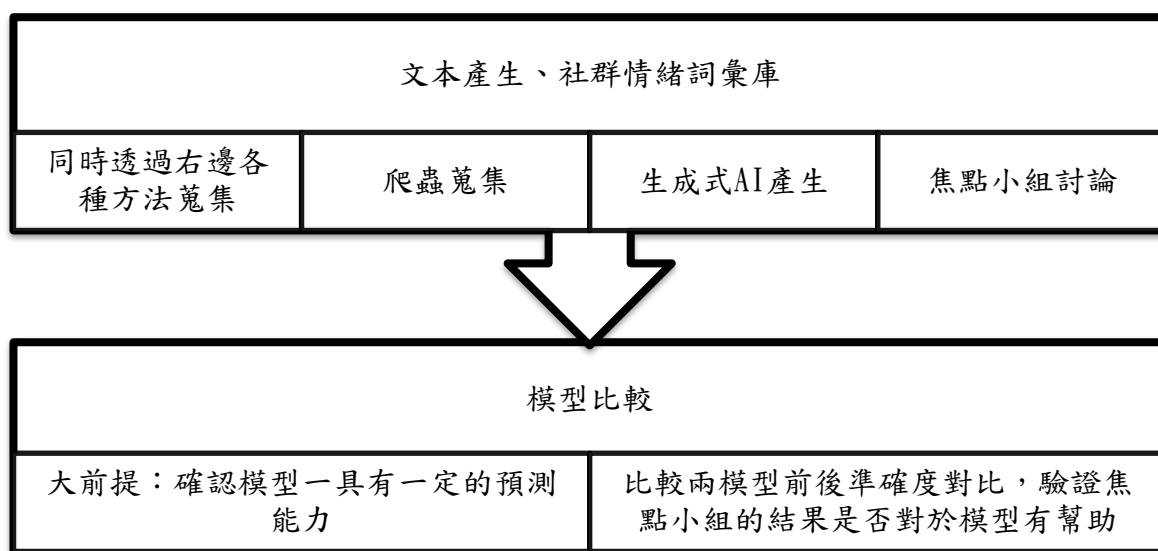 文本產生、社群情緒詞彙庫
同時透過右邊各
種方法蒐集
爬蟲蒐集
生成式AI產生
焦點小組討論
模型比較
大前提：確認模型一具有一定的預測
能力
比較兩模型前後準確度對比，驗證焦
點小組的結果是否對於模型有幫助